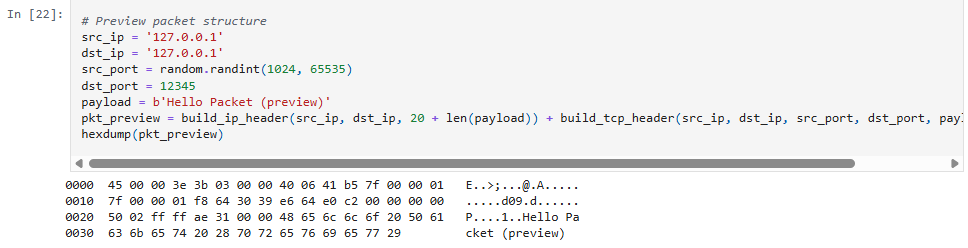 In [22]:
# Preview packet structure
src_ip = '127.0.0.1'
dst_ip = '127.0.0.1'
src_port = random.randint(1024, 65535)
dst_port = 12345
payload = b'Hello Packet (preview)'
pkt_preview = build_ip_header(src_ip, dst_ip, 20 + len(payload)) + build_tcp_header(src_ip, dst_ip, src_port, dst_port, payl
hexdump(pkt_preview)
0000  45 00 00 3e 3b 03 00 00 40 06 41 b5 7f 00 00 01   E..>;...@.A.....
0010  7f 00 00 01 f8 64 30 39 e6 64 e0 c2 00 00 00 00   .....d09.d......
0020  50 02 ff ff ae 31 00 00 48 65 6c 6c 6f 20 50 61   P....1..Hello Pa
0030  63 6b 65 74 20 28 70 72 65 76 69 65 77 29         cket (preview)